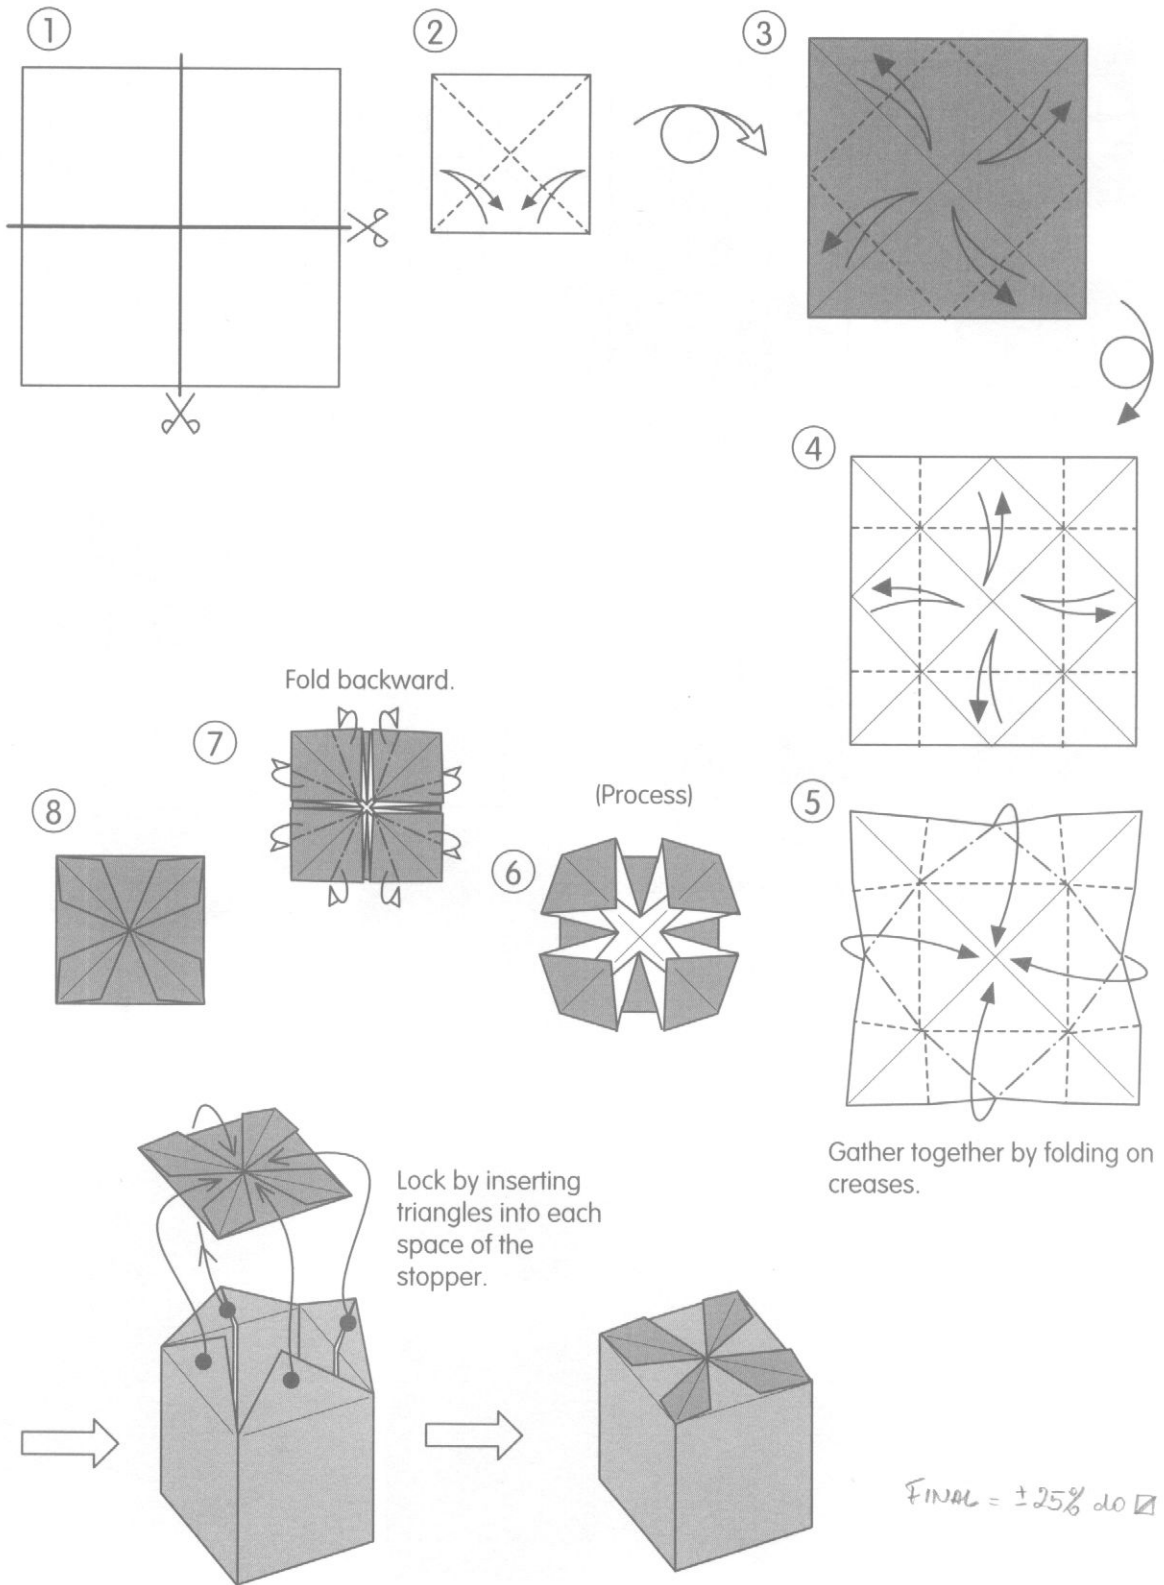 ①
②
③
④
Fold backward.
⑦
(Process)
⑤
⑧
⑥
Gather together by folding on
creases.
Lock by inserting
triangles into each
space of the
stopper.
FINAL = ± 25% do